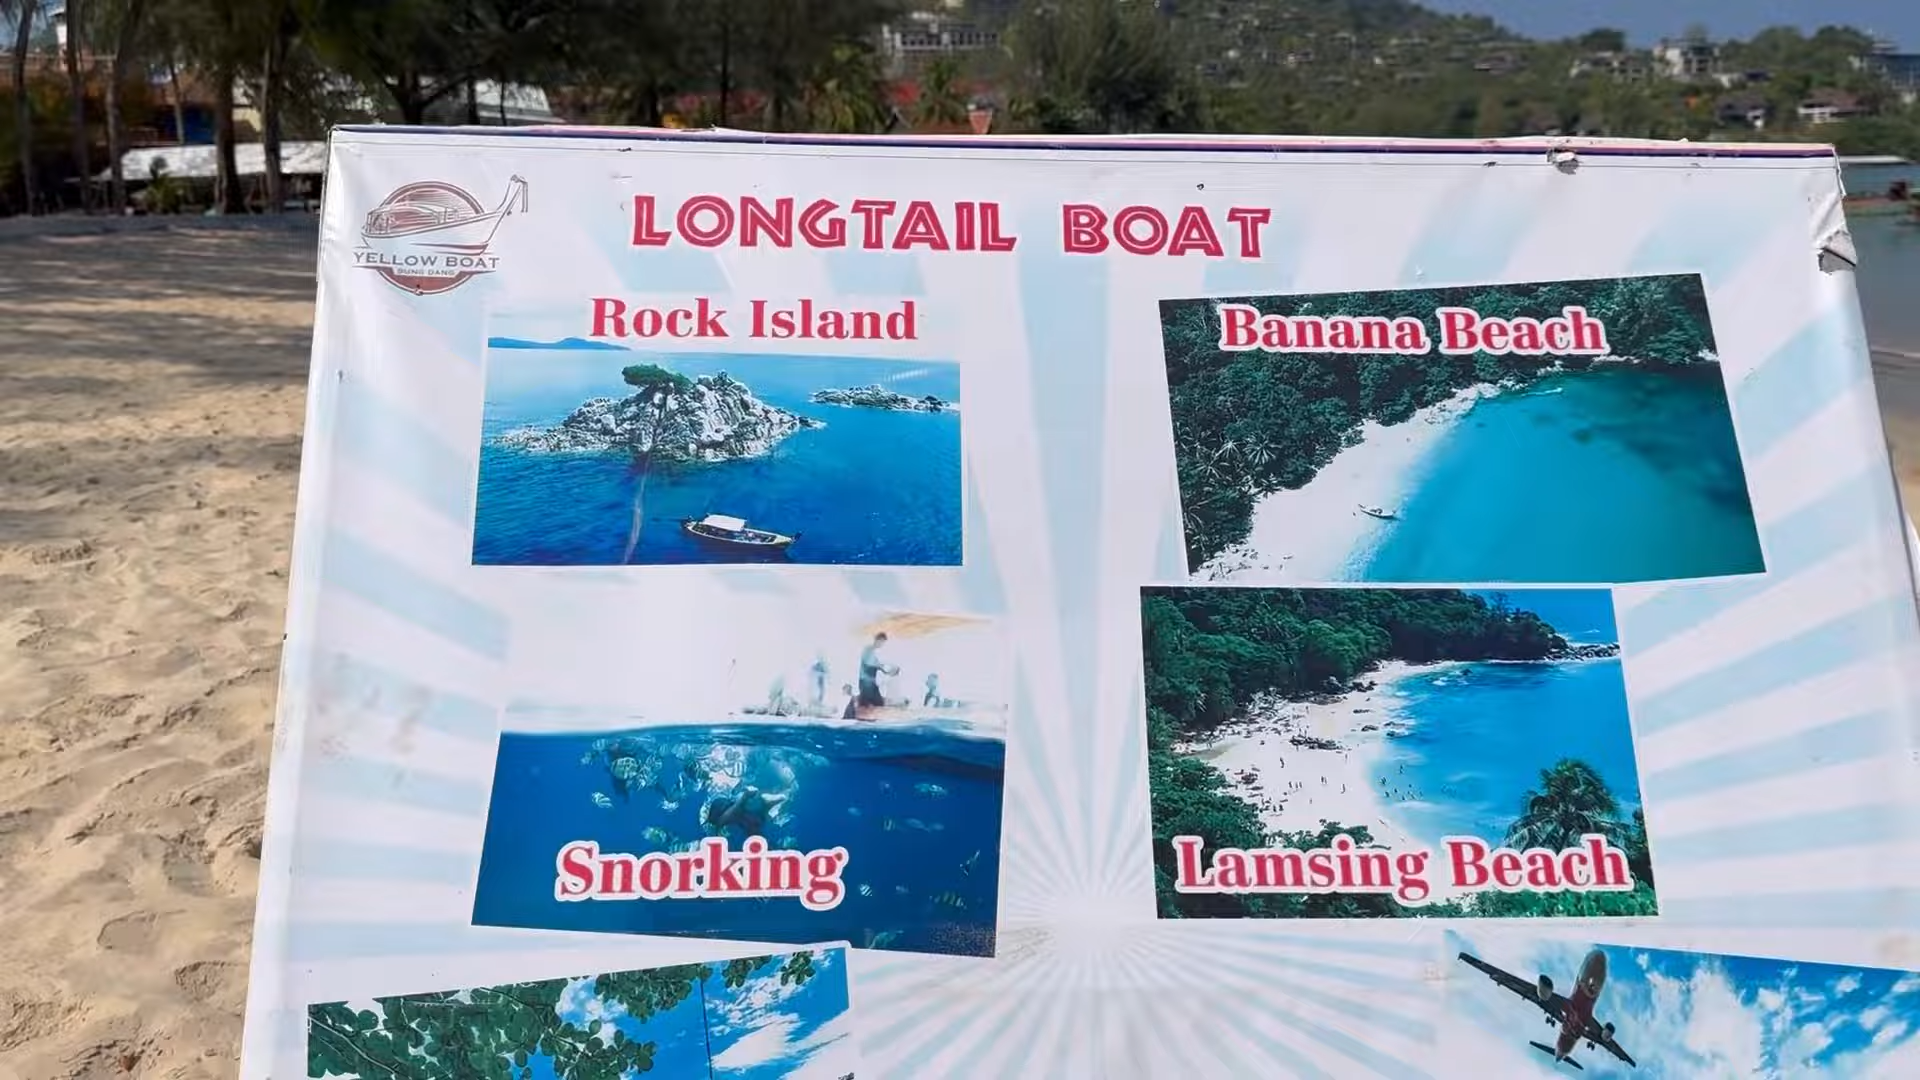 LONGTAIL BOAT
YELLOW BOAT
BUNG DANG
Rock Island
Banana Beach
Snorking
Lamsing Beach